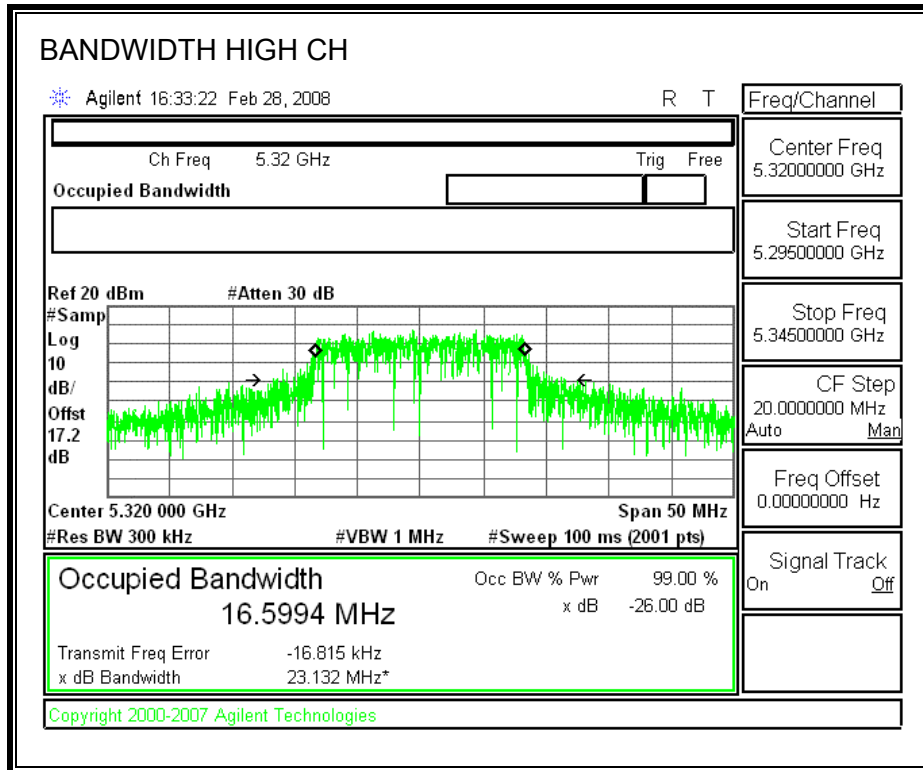 BANDWIDTH HIGH CH
Agilent 16:33:22 Feb 28, 2008 R T
Freq/Channel
Ch Freq 5.32 GHz Trig Free
Occupied Bandwidth
Center Freq
5.32000000 GHz
Start Freq
5.29500000 GHz
Stop Freq
5.34500000 GHz
CF Step
20.0000000 MHz
Auto Man
Freq Offset
0.00000000 Hz
Signal Track
On Off
Ref 20 dBm #Atten 30 dB
#Samp
Log
10
dB/
Offst
17.2
dB
Center 5.320 000 GHz Span 50 MHz
#Res BW 300 kHz #VBW 1 MHz #Sweep 100 ms (2001 pts)
Occupied Bandwidth Occ BW % Pwr 99.00 %
16.5994 MHz x dB -26.00 dB
Transmit Freq Error -16.815 kHz
x dB Bandwidth 23.132 MHz*
Copyright 2000-2007 Agilent Technologies